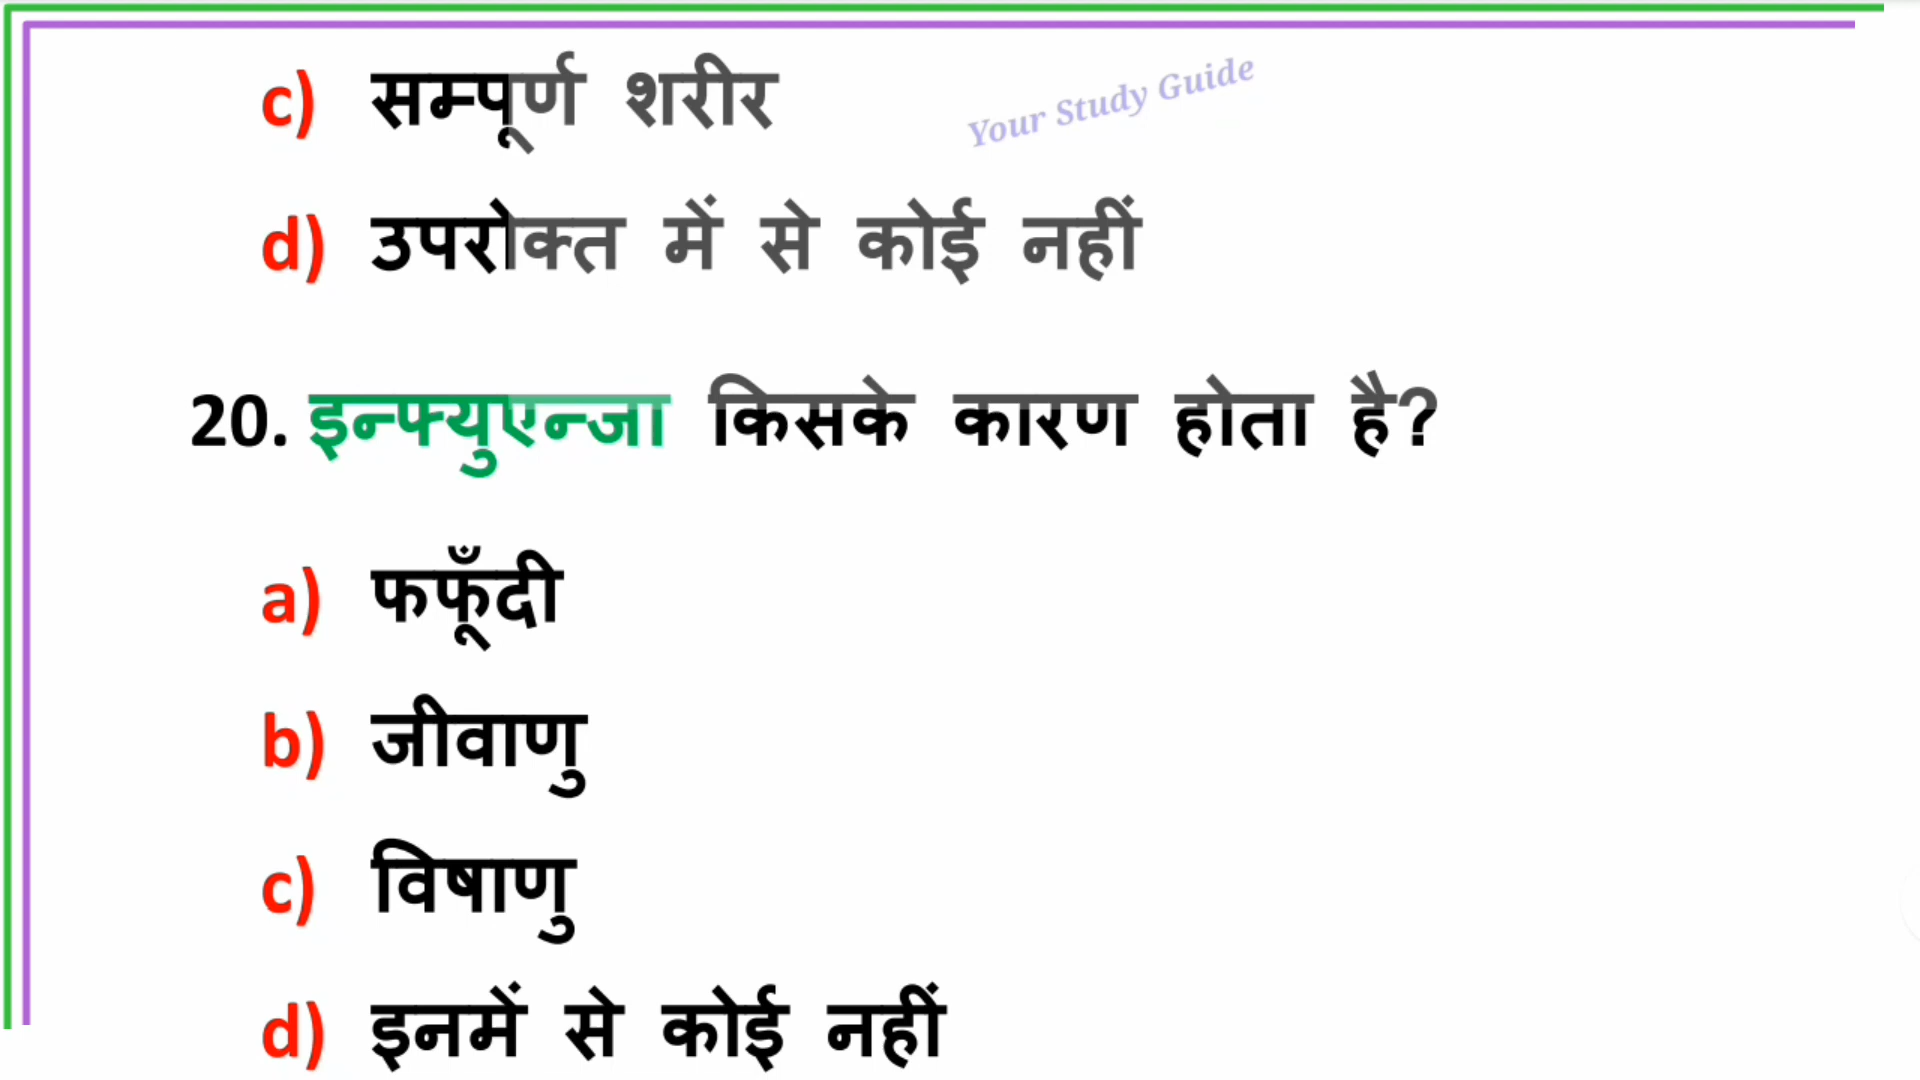 c) सम्पूर्ण शरीर
Your Study Guide
d) उपरोक्त में से कोई नहीं
20. इन्फ्युएन्जा किसके कारण होता है?
a) फफूँदी
b) जीवाणु
c) विषाणु
d) इनमें से कोई नहीं